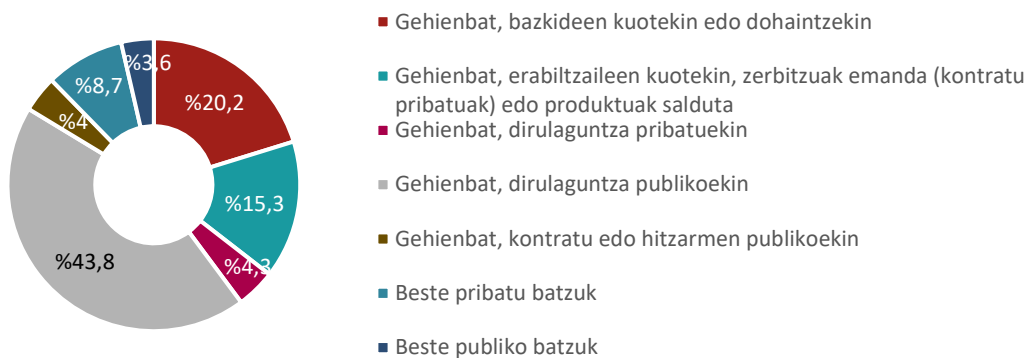 %20,2
%15,3
%4,3
%43,8
%4
%8,7
%3,6
Gehienbat, bazkideen kuotekin edo dohaintzekin
Gehienbat, erabiltzaileen kuotekin, zerbitzuak emanda (kontratu
pribatuak) edo produktuak salduta
Gehienbat, dirulaguntza pribatuekin
Gehienbat, dirulaguntza publikoekin
Gehienbat, kontratu edo hitzarmen publikoekin
Beste pribatu batzuk
Beste publiko batzuk